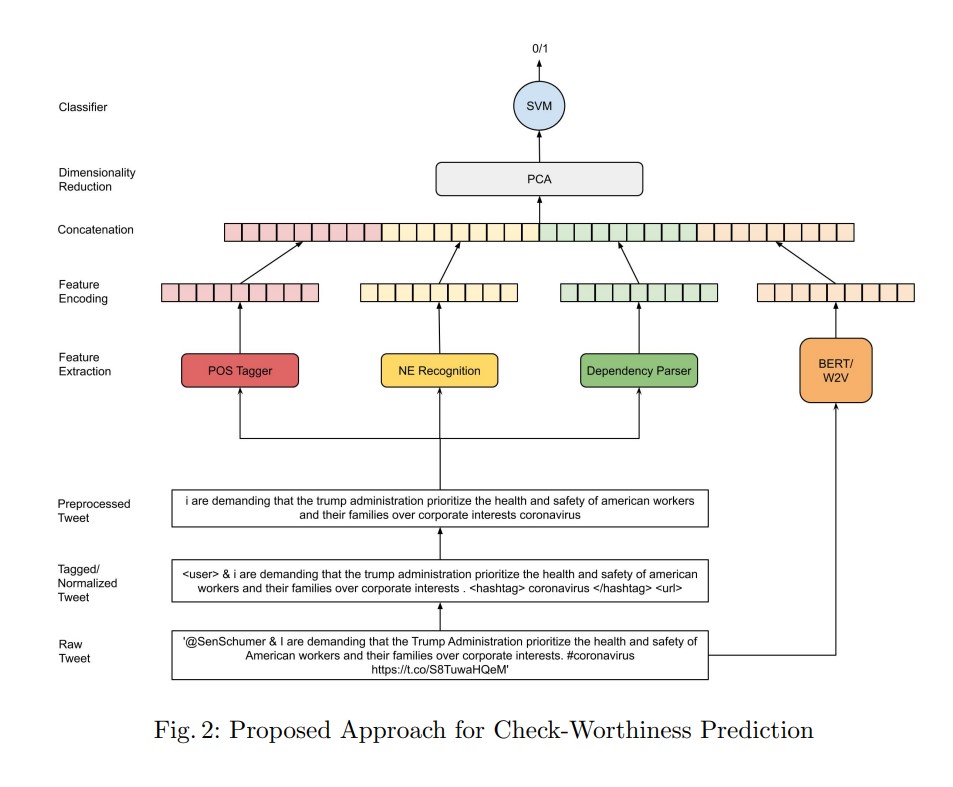 0/1
Classifier
SVM
Dimensionality
Reduction
PCA
Concatenation
Feature
Encoding
Feature
Extraction
POS Tagger
NE Recognition
Dependency Parser
BERT/
W2V
Preprocessed
Tweet
i are demanding that the trump administration prioritize the health and safety of american workers
and their families over corporate interests coronavirus
Tagged/
Normalized
Tweet
<user> & i are demanding that the trump administration prioritize the health and safety of american
workers and their families over corporate interests . <hashtag> coronavirus </hashtag> <url>
Raw
Tweet
'@SenSchumer & I are demanding that the Trump Administration prioritize the health and safety of
American workers and their families over corporate interests. #coronavirus
https://t.co/S8TuwaHQeM'
Fig. 2: Proposed Approach for Check-Worthiness Prediction